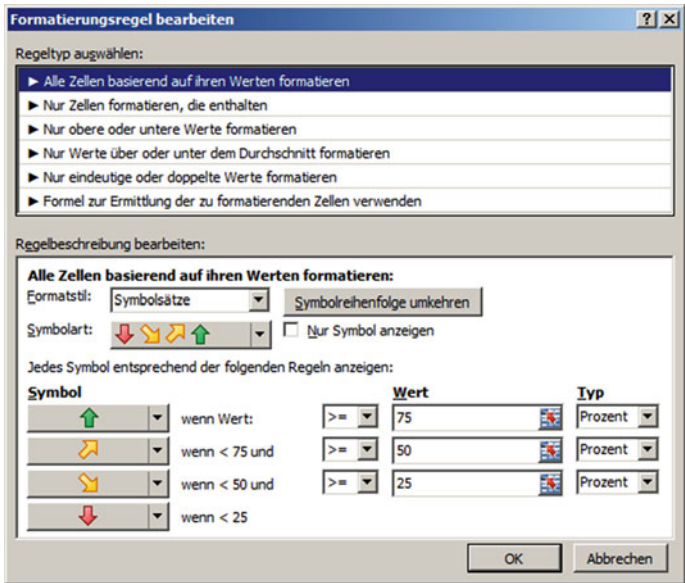 Formatierungsregel bearbeiten
Regeltyp auswählen:
► Alle Zellen basierend auf ihren Werten formatieren
► Nur Zellen formatieren, die enthalten
► Nur obere oder untere Werte formatieren
► Nur Werte über oder unter dem Durchschnitt formatieren
► Nur eindeutige oder doppelte Werte formatieren
► Formel zur Ermittlung der zu formatierenden Zellen verwenden
Regelbeschreibung bearbeiten:
Alle Zellen basierend auf ihren Werten formatieren:
Formatstil: Symbolsätze Symbolreihenfolge umkehren
Symbolart: Nur Symbol anzeigen
Jedes Symbol entsprechend der folgenden Regeln anzeigen:
Symbol Wert Typ
wenn Wert: >= 75 Prozent
wenn < 75 und >= 50 Prozent
wenn < 50 und >= 25 Prozent
wenn < 25
OK Abbrechen